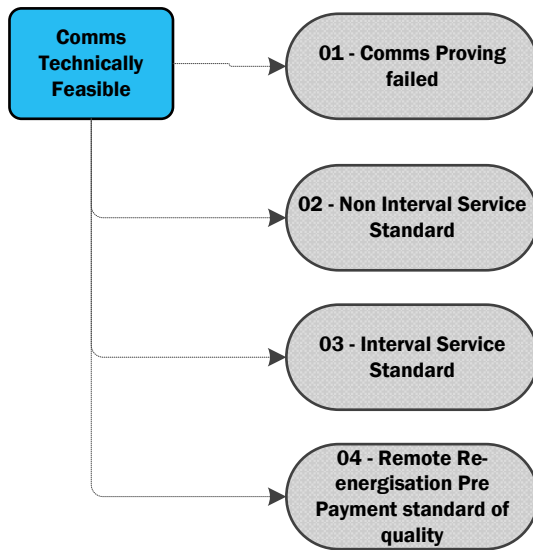 Comms
Technically
Feasible
01 - Comms Proving
failed
02 - Non Interval Service
Standard
03 - Interval Service
Standard
04 - Remote Re-
energisation Pre
Payment standard of
quality